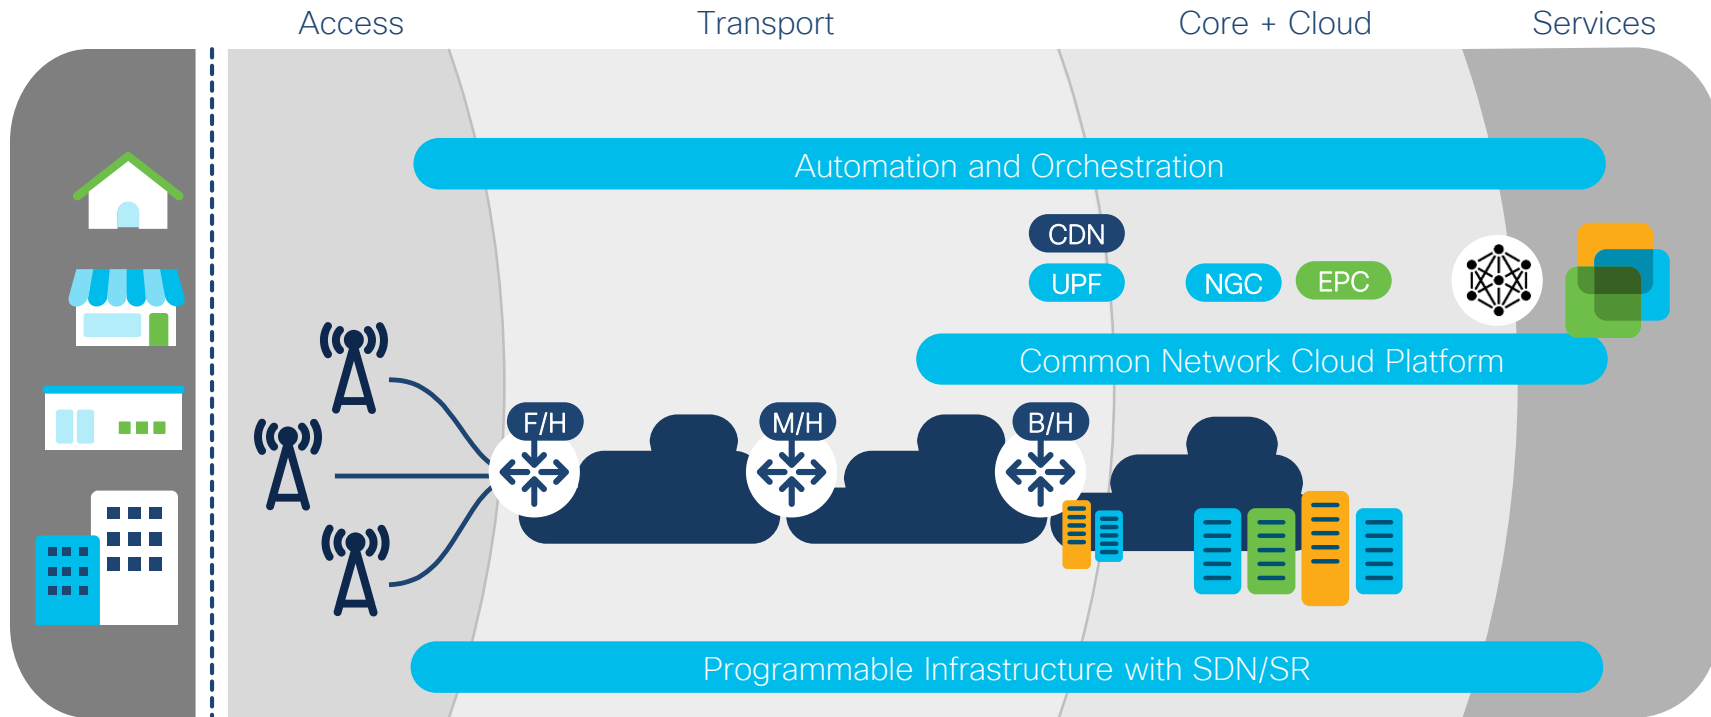 Access
Transport
Core + Cloud
Services
Automation and Orchestration
CDN
UPF
NGC
EPC
Common Network Cloud Platform
F/H
M/H
B/H
Programmable Infrastructure with SDN/SR